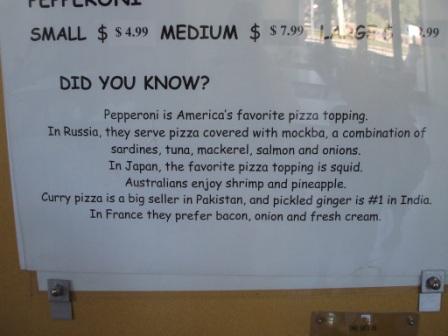 PEPPERONI
SMALL $ $ 4.99 MEDIUM $ $ 7.99 LARGE $ .99
DID YOU KNOW?
Pepperoni is America's favorite pizza topping.
In Russia, they serve pizza covered with mockba, a combination of
sardines, tuna, mackerel, salmon and onions.
In Japan, the favorite pizza topping is squid.
Australians enjoy shrimp and pineapple.
Curry pizza is a big seller in Pakistan, and pickled ginger is #1 in India.
In France they prefer bacon, onion and fresh cream.